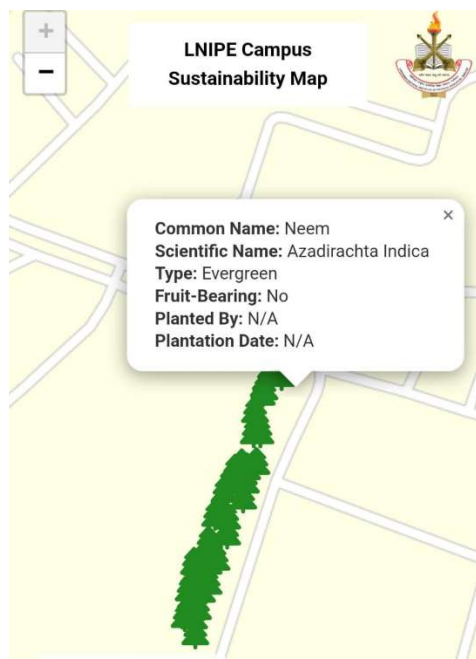 +
−
LNIPE Campus
Sustainability Map
×
Common Name: Neem
Scientific Name: Azadirachta Indica
Type: Evergreen
Fruit-Bearing: No
Planted By: N/A
Plantation Date: N/A